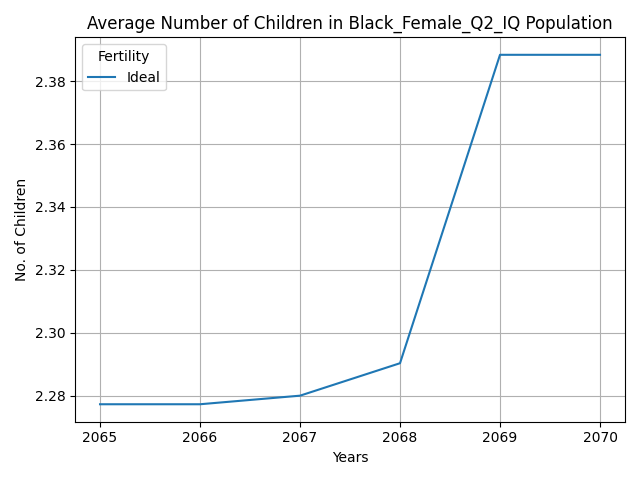 Average Number of Children in Black_Female_Q2_IQ Population
Fertility
Ideal
2.38
2.36
2.34
2.32
2.30
2.28
No. of Children
2065 2066 2067 2068 2069 2070
Years